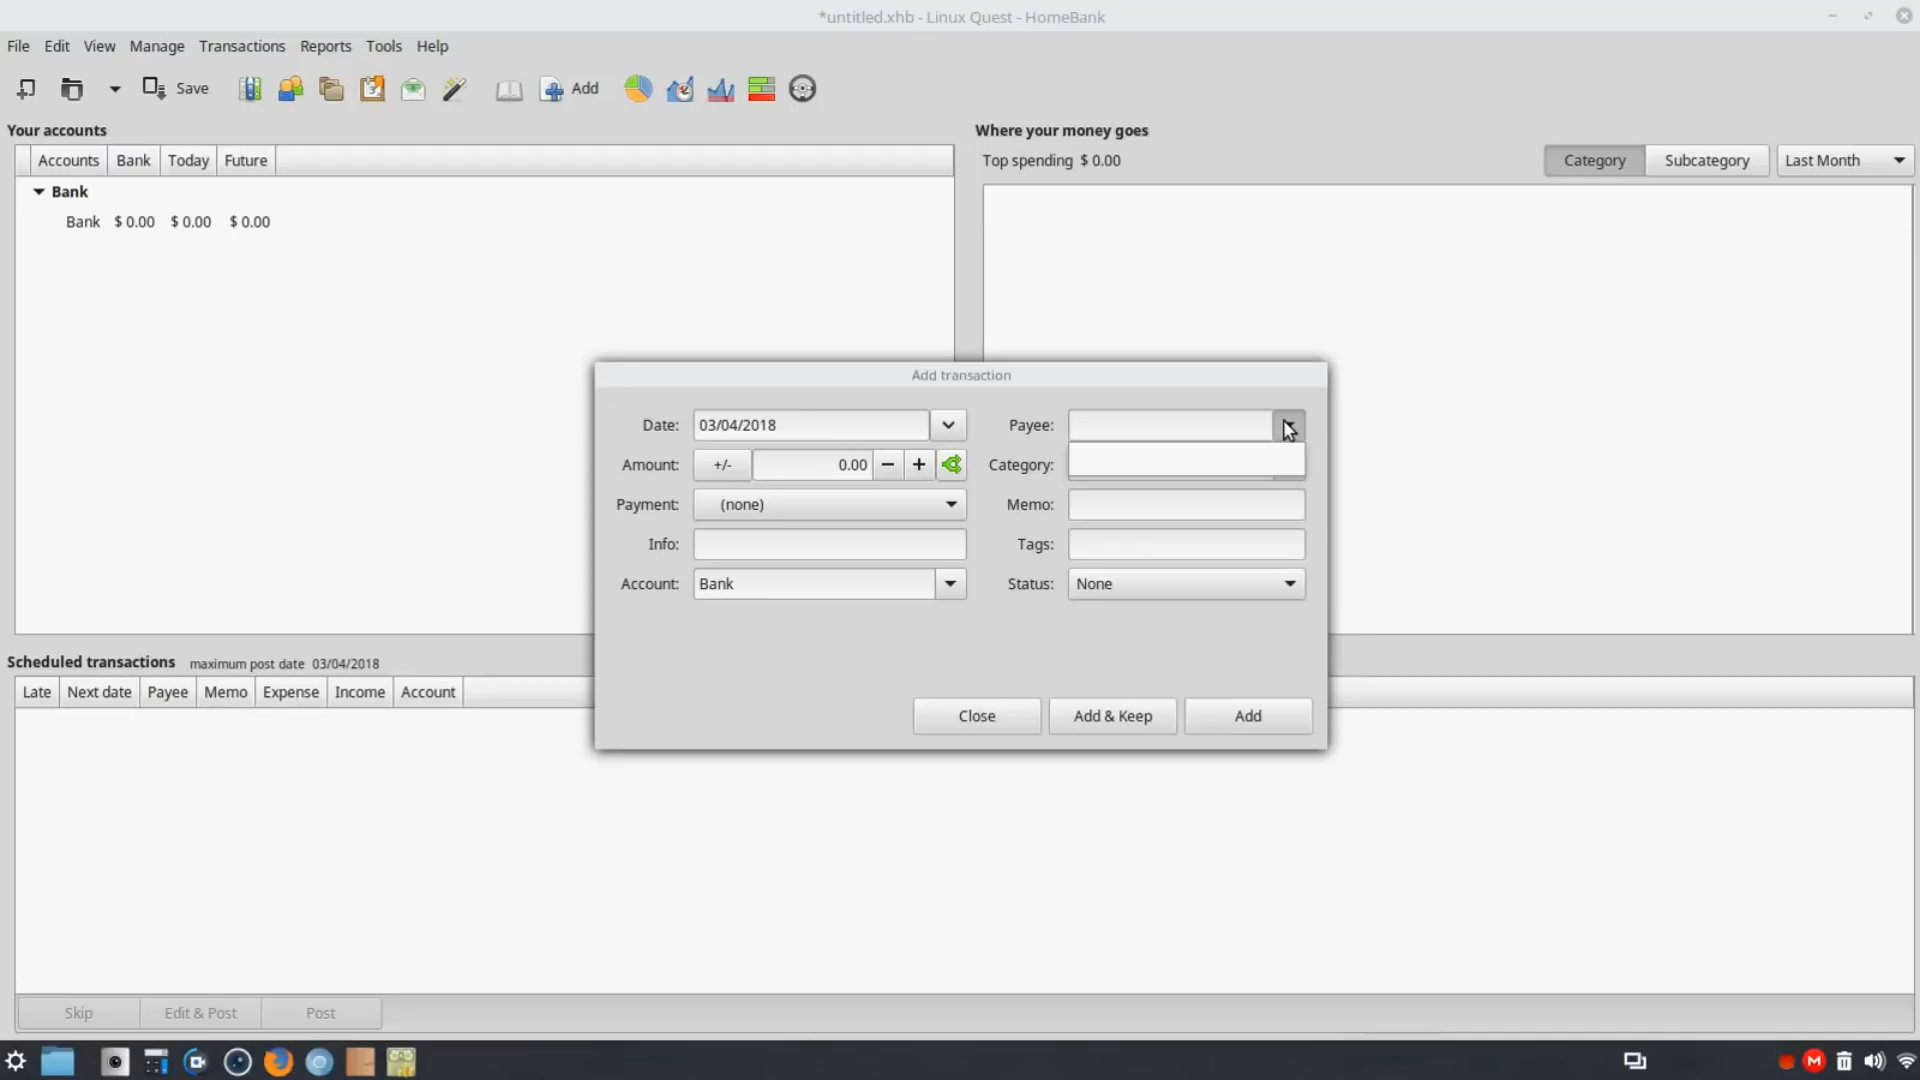 *untitled.xhb - Linux Quest - HomeBank
File Edit View Manage Transactions Reports Tools Help
Save Add
Your accounts
Accounts Bank Today Future
Bank
Bank $ 0.00 $ 0.00 $ 0.00
Where your money goes
Top spending $ 0.00 Category Subcategory Last Month
Add transaction
Date: 03/04/2018 Payee:
Amount: +/- 0.00 Category:
Payment: (none) Memo:
Info: Tags:
Account: Bank Status: None
Close Add & Keep Add
Scheduled transactions maximum post date 03/04/2018
Late Next date Payee Memo Expense Income Account
Skip Edit & Post Post
M